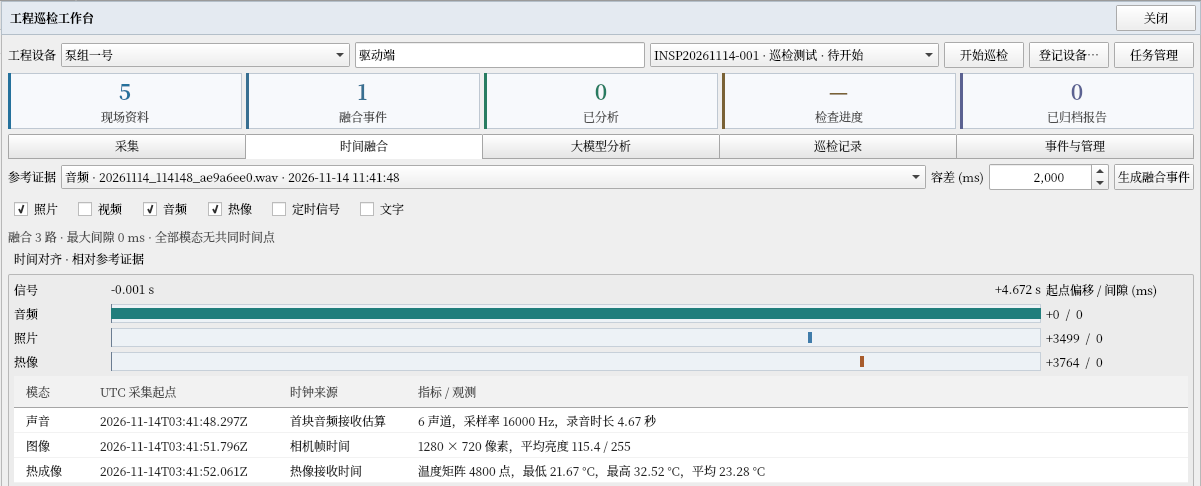 工程巡检工作台 关闭
工程设备 泵组一号 驱动端 INSP20261114-001 · 巡检测试 · 待开始 开始巡检 登记设备… 任务管理
5 1 0 — 0
现场资料 融合事件 已分析 检查进度 已归档报告
采集 时间融合 大模型分析 巡检记录 事件与管理
参考证据 音频 · 20261114_114148_ae9a6ee0.wav · 2026-11-14 11:41:48 容差 (ms) 2,000 生成融合事件
照片 视频 音频 热像 定时信号 文字
融合 3 路 · 最大间隙 0 ms · 全部模态无共同时间点
时间对齐 · 相对参考证据
信号 -0.001 s +4.672 s 起点偏移 / 间隙 (ms)
音频 +0 / 0
照片 +3499 / 0
热像 +3764 / 0
模态 UTC 采集起点 时钟来源 指标 / 观测
声音 2026-11-14T03:41:48.297Z 首块音频接收估算 6 声道，采样率 16000 Hz，录音时长 4.67 秒
图像 2026-11-14T03:41:51.796Z 相机帧时间 1280 × 720 像素，平均亮度 115.4 / 255
热成像 2026-11-14T03:41:52.061Z 热像接收时间 温度矩阵 4800 点，最低 21.67 °C，最高 32.52 °C，平均 23.28 °C